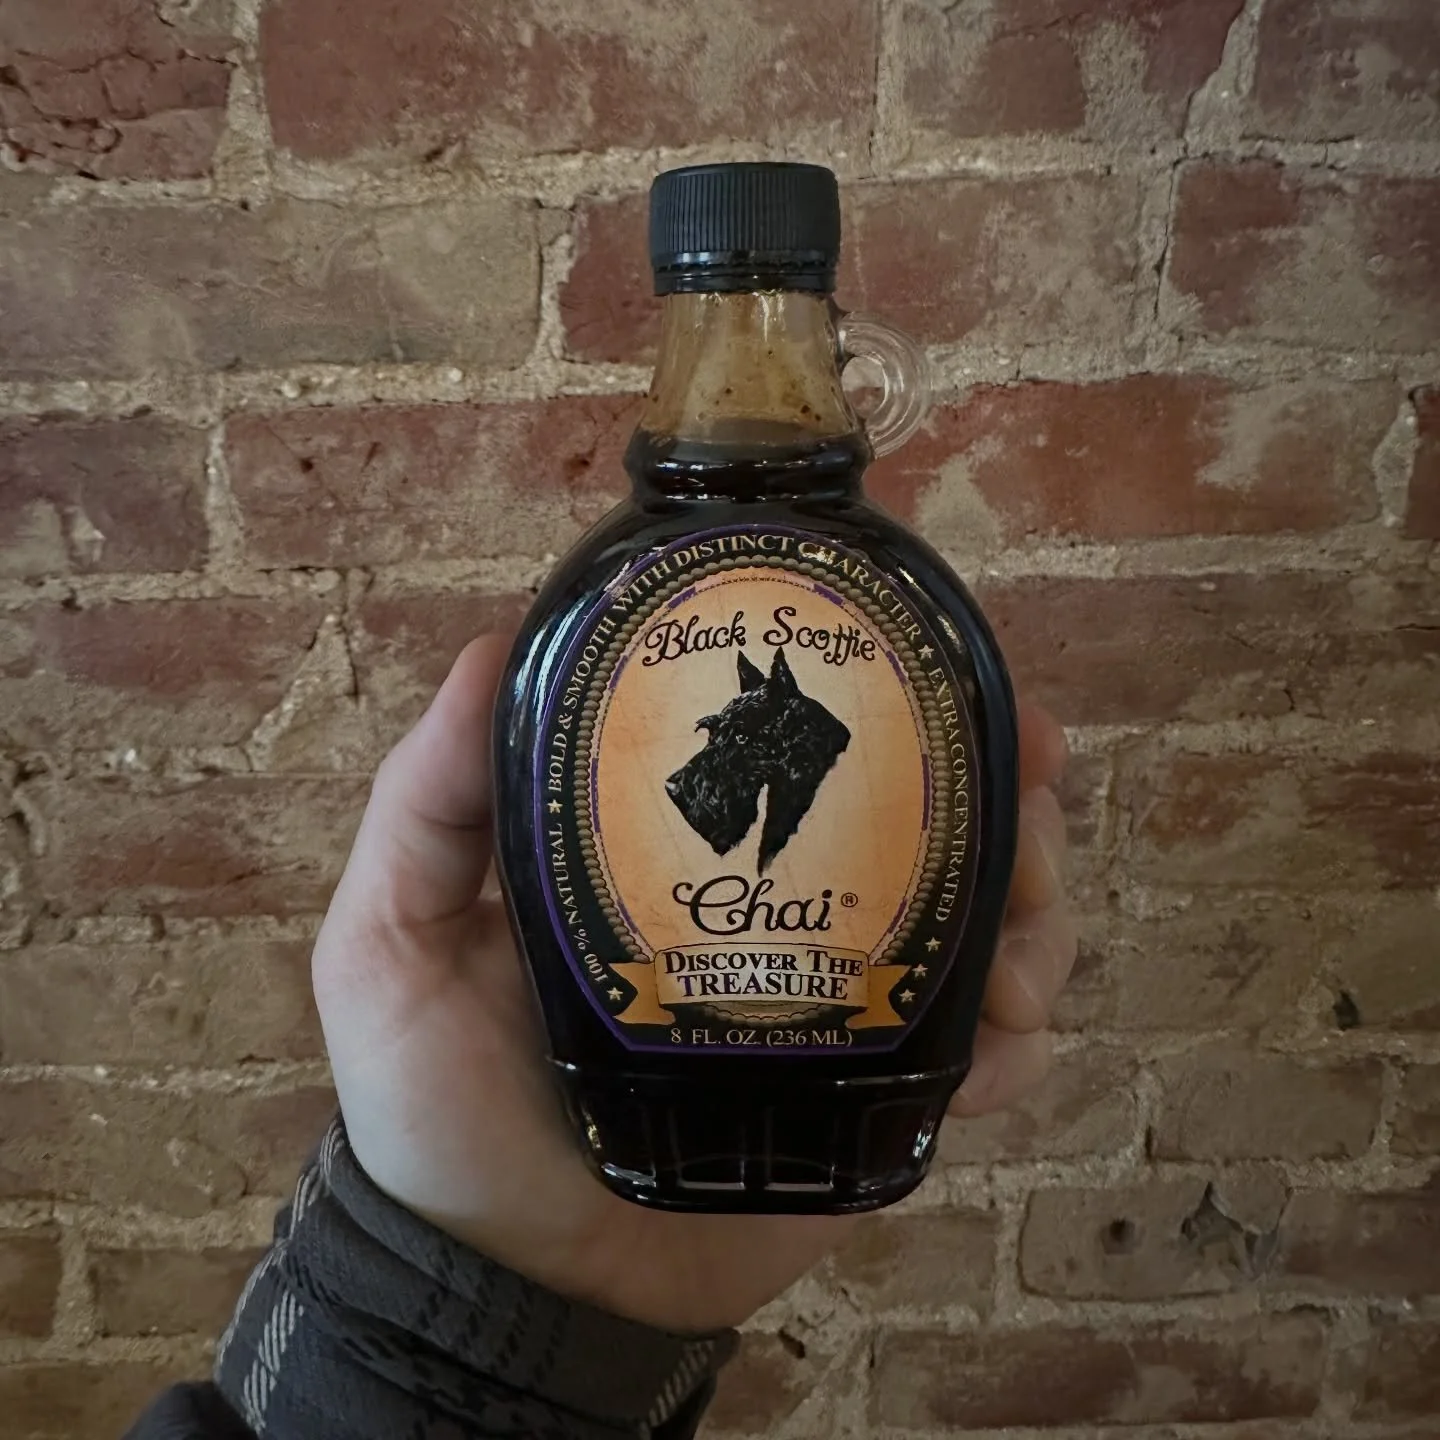 ★ 100% NATURAL ★ BOLD & SMOOTH WITH DISTINCT CHARACTER ★ EXTRA CONCENTRATED ★ ★ ★
Black Scottie
Chai®
DISCOVER THE
TREASURE
8 FL. OZ. (236 ML)